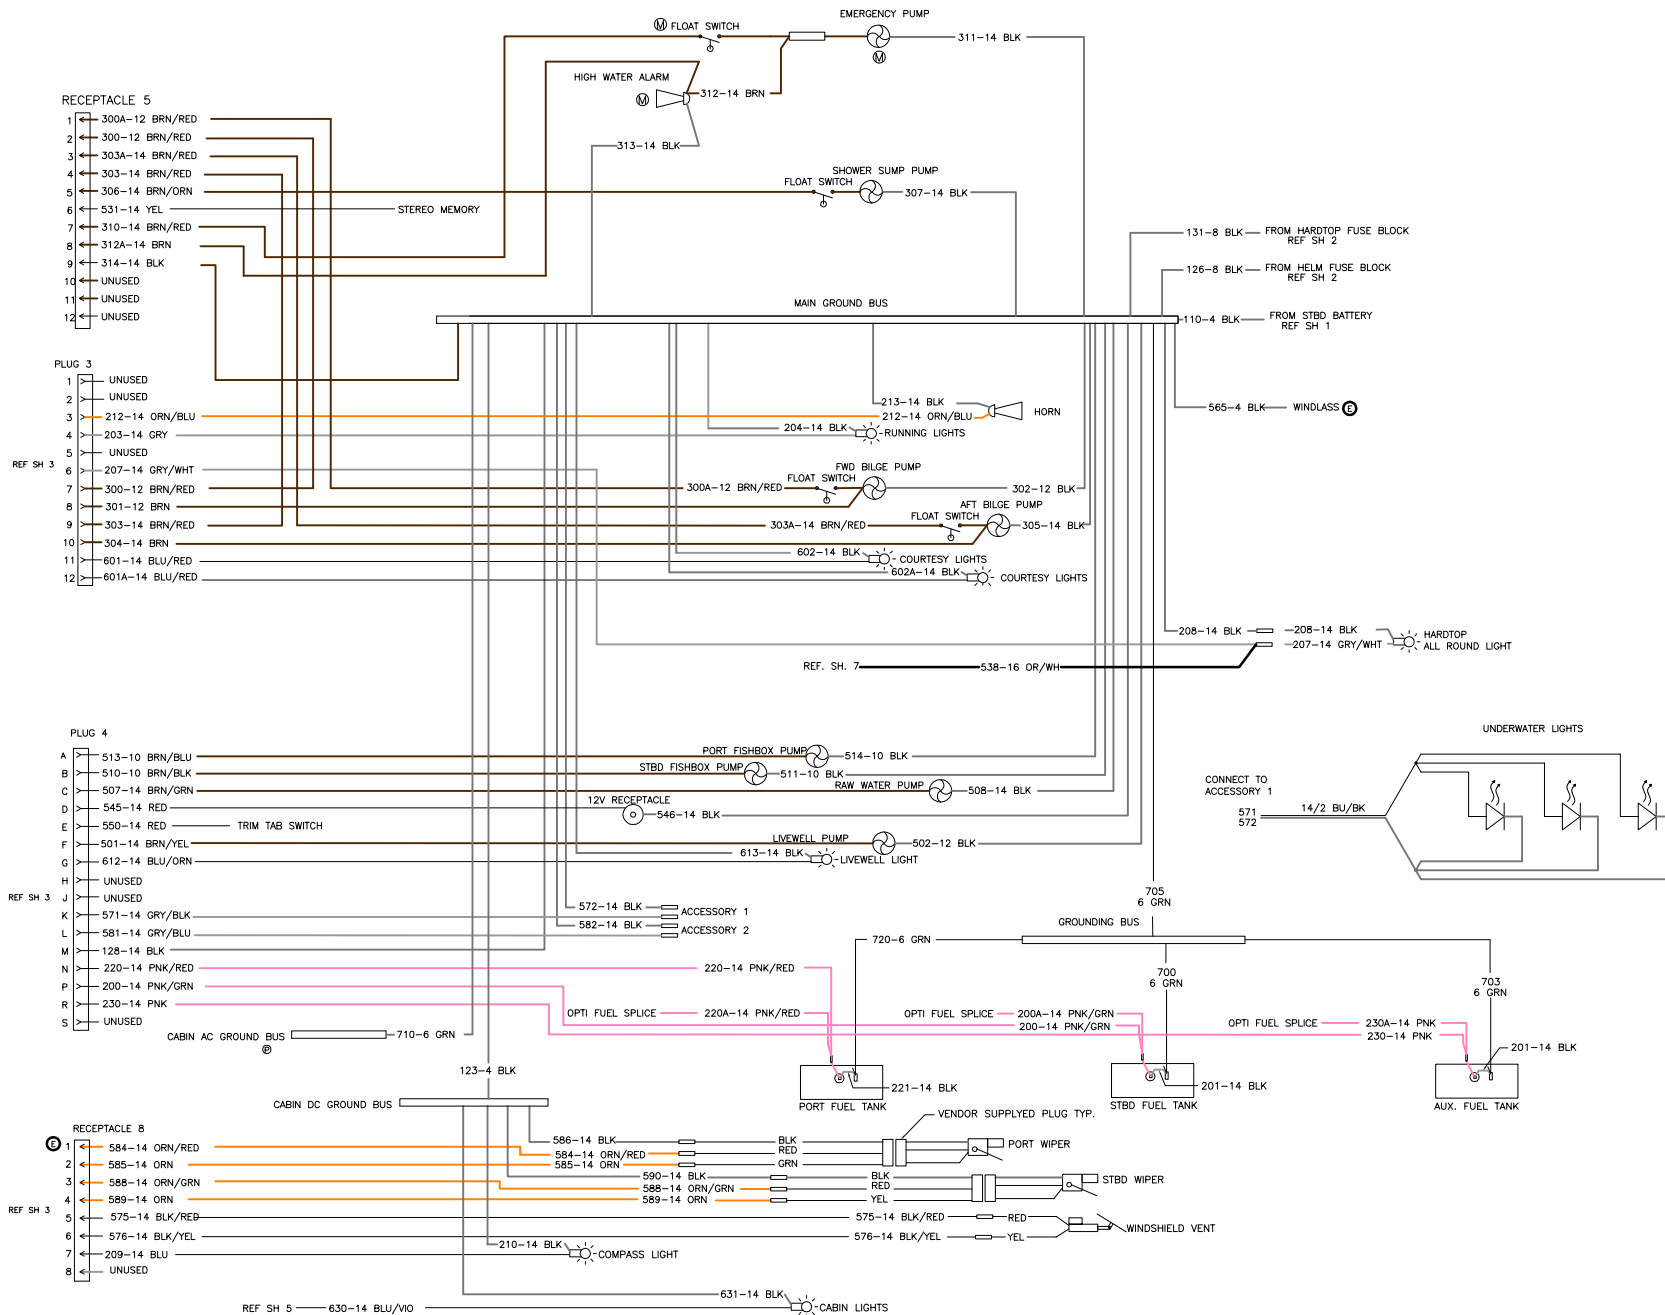 EMERGENCY PUMP
M FLOAT SWITCH
311-14 BLK
M
HIGH WATER ALARM
M
312-14 BRN
313-14 BLK
RECEPTACLE 5
1 300A-12 BRN/RED
2 300-12 BRN/RED
3 303A-14 BRN/RED
4 303-14 BRN/RED
5 306-14 BRN/ORN
6 531-14 YEL
STEREO MEMORY
7 310-14 BRN/RED
8 312A-14 BRN
9 314-14 BLK
10 UNUSED
11 UNUSED
12 UNUSED
SHOWER SUMP PUMP
FLOAT SWITCH
307-14 BLK
131-8 BLK FROM HARDTOP FUSE BLOCK
REF SH 2
126-8 BLK FROM HELM FUSE BLOCK
REF SH 2
MAIN GROUND BUS
110-4 BLK FROM STBD BATTERY
REF SH 1
PLUG 3
REF SH 3
1 UNUSED
2 UNUSED
3 212-14 ORN/BLU
4 203-14 GRY
5 UNUSED
6 207-14 GRY/WHT
7 300-12 BRN/RED
8 301-12 BRN
9 303-14 BRN/RED
10 304-14 BRN
11 601-14 BLU/RED
12 601A-14 BLU/RED
213-14 BLK
212-14 ORN/BLU
HORN
204-14 BLK
RUNNING LIGHTS
565-4 BLK WINDLASS E
FWD BILGE PUMP
FLOAT SWITCH
300A-12 BRN/RED
302-12 BLK
AFT BILGE PUMP
FLOAT SWITCH
303A-14 BRN/RED
305-14 BLK
602-14 BLK
COURTESY LIGHTS
602A-14 BLK
COURTESY LIGHTS
208-14 BLK
208-14 BLK
207-14 GRY/WHT
HARDTOP
ALL ROUND LIGHT
REF. SH. 7
538-16 OR/WH
PLUG 4
REF SH 3
A 513-10 BRN/BLU
B 510-10 BRN/BLK
C 507-14 BRN/GRN
D 545-14 RED
E 550-14 RED
TRIM TAB SWITCH
F 501-14 BRN/YEL
G 612-14 BLU/ORN
H UNUSED
J UNUSED
K 571-14 GRY/BLK
L 581-14 GRY/BLU
M 128-14 BLK
N 220-14 PNK/RED
P 200-14 PNK/GRN
R 230-14 PNK
S UNUSED
PORT FISHBOX PUMP
514-10 BLK
STBD FISHBOX PUMP
511-10 BLK
RAW WATER PUMP
508-14 BLK
12V RECEPTACLE
546-14 BLK
LIVEWELL PUMP
502-12 BLK
613-14 BLK
LIVEWELL LIGHT
572-14 BLK
ACCESSORY 1
582-14 BLK
ACCESSORY 2
UNDERWATER LIGHTS
CONNECT TO
ACCESSORY 1
571
572
14/2 BU/BK
705
6 GRN
GROUNDING BUS
720-6 GRN
700
6 GRN
703
6 GRN
220-14 PNK/RED
OPTI FUEL SPLICE
220A-14 PNK/RED
OPTI FUEL SPLICE
200A-14 PNK/GRN
200-14 PNK/GRN
OPTI FUEL SPLICE
230A-14 PNK
230-14 PNK
CABIN AC GROUND BUS
P
710-6 GRN
221-14 BLK
PORT FUEL TANK
201-14 BLK
STBD FUEL TANK
201-14 BLK
AUX. FUEL TANK
123-4 BLK
CABIN DC GROUND BUS
VENDOR SUPPLYED PLUG TYP.
RECEPTACLE 8
E
REF SH 3
1 584-14 ORN/RED
2 585-14 ORN
3 588-14 ORN/GRN
4 589-14 ORN
5 575-14 BLK/RED
6 576-14 BLK/YEL
7 209-14 BLU
8 UNUSED
586-14 BLK
BLK
584-14 ORN/RED
RED
585-14 ORN
GRN
PORT WIPER
590-14 BLK
BLK
588-14 ORN/GRN
RED
589-14 ORN
YEL
STBD WIPER
575-14 BLK/RED
RED
576-14 BLK/YEL
YEL
WINDSHIELD VENT
210-14 BLK
COMPASS LIGHT
631-14 BLK
REF SH 5
630-14 BLU/VIO
CABIN LIGHTS